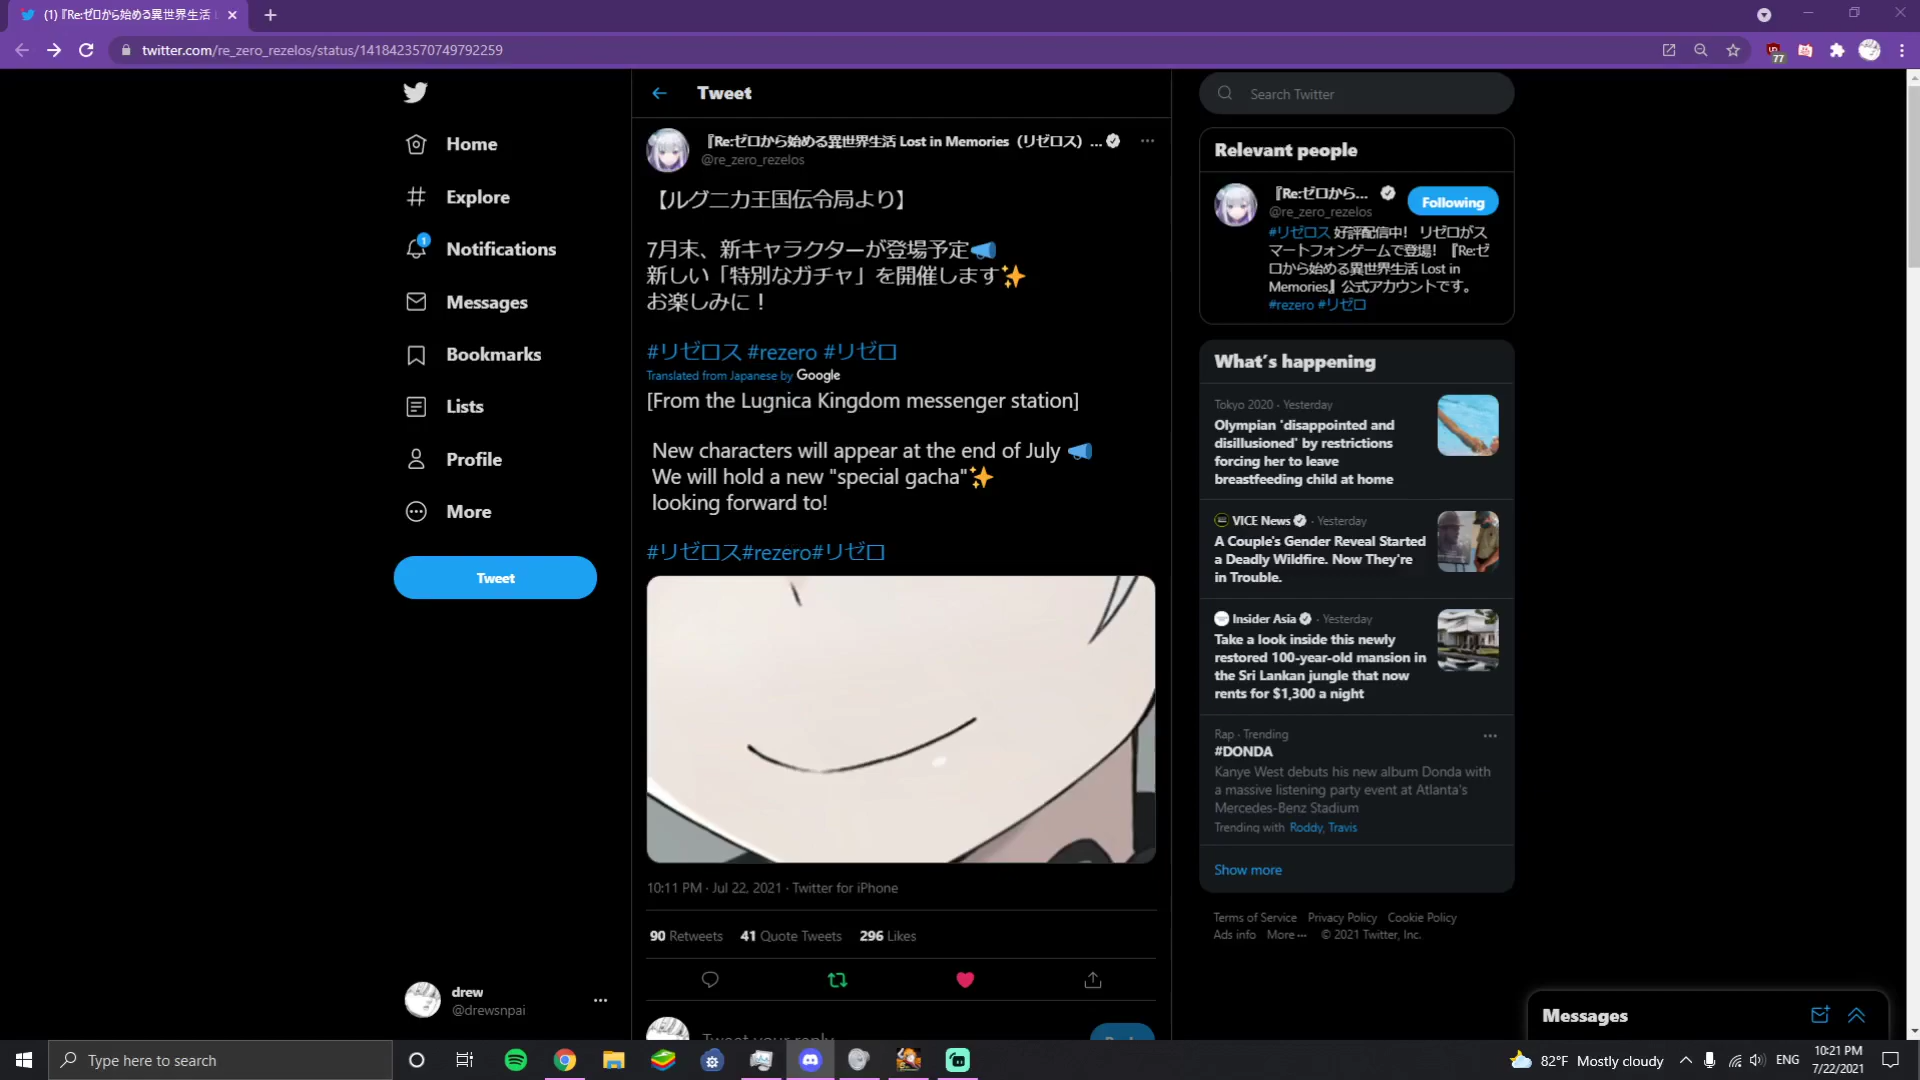 (1) 『Re:ゼロから始める異世界生活
twitter.com/re_zero_rezelos/status/1418423570749792259
77
Home
Explore
1
Notifications
Messages
Bookmarks
Lists
Profile
More
Tweet
drew
@drewsnpai
Tweet
『Re:ゼロから始める異世界生活 Lost in Memories（リゼロス）...
@re_zero_rezelos
【ルグニカ王国伝令局より】
7月末、新キャラクターが登場予定📣
新しい「特別なガチャ」を開催します✨
お楽しみに！
#リゼロス #rezero #リゼロ
Translated from Japanese by Google
[From the Lugnica Kingdom messenger station]
New characters will appear at the end of July 📣
We will hold a new "special gacha"✨
looking forward to!
#リゼロス#rezero#リゼロ
10:11 PM · Jul 22, 2021 · Twitter for iPhone
90 Retweets 41 Quote Tweets 296 Likes
Tweet your reply
Search Twitter
Relevant people
『Re:ゼロから...
Following
@re_zero_rezelos
#リゼロス 好評配信中！ リゼロがス
マートフォンゲームで登場！『Re:ゼ
ロから始める異世界生活 Lost in
Memories』公式アカウントです。
#rezero #リゼロ
What's happening
Tokyo 2020 · Yesterday
Olympian 'disappointed and
disillusioned' by restrictions
forcing her to leave
breastfeeding child at home
VICE News · Yesterday
A Couple's Gender Reveal Started
a Deadly Wildfire. Now They're
in Trouble.
Insider Asia · Yesterday
Take a look inside this newly
restored 100-year-old mansion in
the Sri Lankan jungle that now
rents for $1,300 a night
Rap · Trending
#DONDA
Kanye West debuts his new album Donda with
a massive listening party event at Atlanta's
Mercedes-Benz Stadium
Trending with Roddy, Travis
Show more
Terms of Service Privacy Policy Cookie Policy
Ads info More ··· © 2021 Twitter, Inc.
Messages
Type here to search
82°F Mostly cloudy
ENG
10:21 PM
7/22/2021